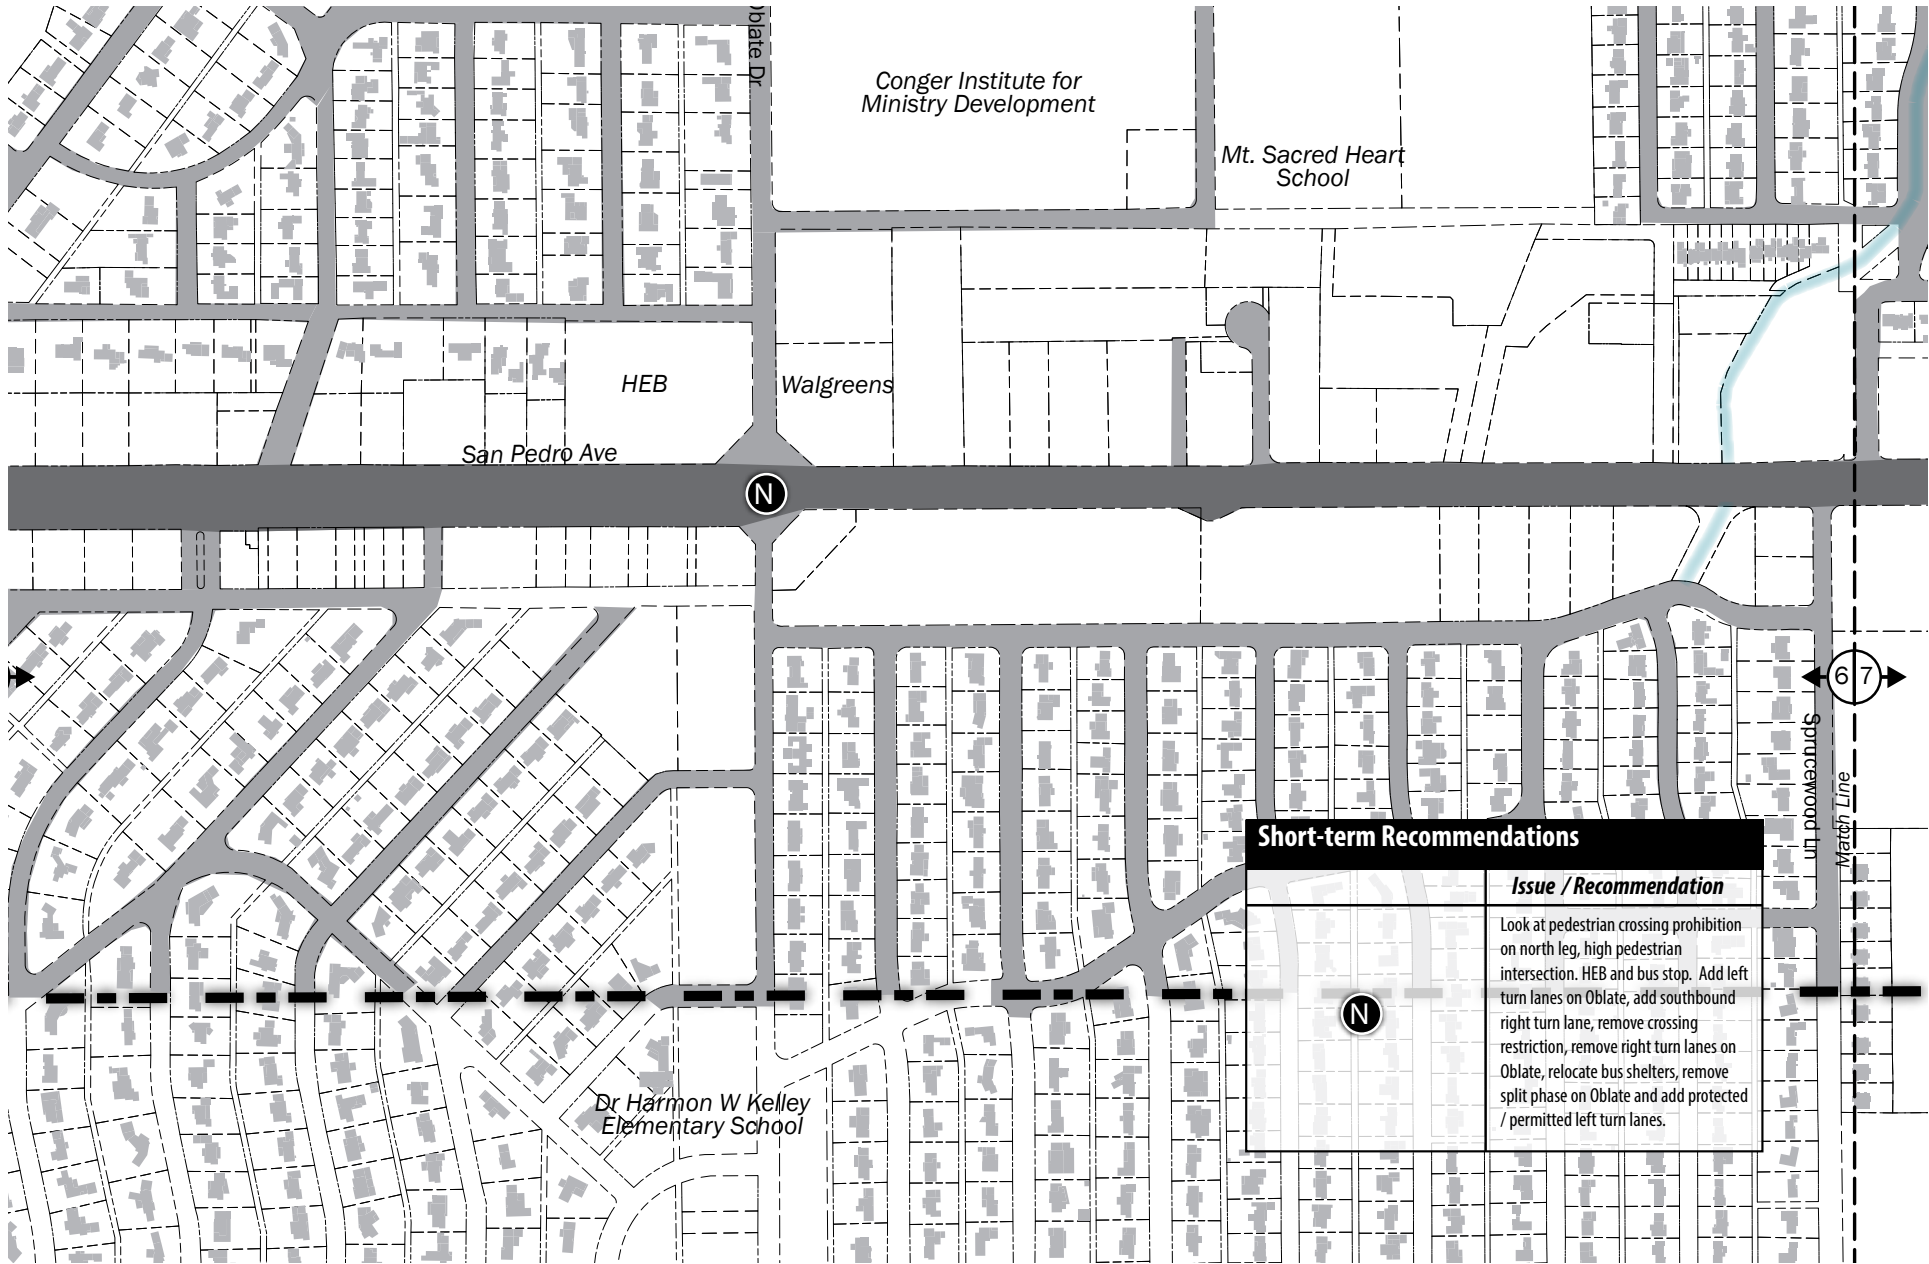 Oblate Dr
Conger Institute for
Ministry Development
Mt. Sacred Heart
School
HEB
Walgreens
San Pedro Ave
N
6 7
Sprucewood Ln
Match Line
Short-term Recommendations
Issue / Recommendation
N
Look at pedestrian crossing prohibition
on north leg, high pedestrian
intersection. HEB and bus stop. Add left
turn lanes on Oblate, add southbound
right turn lane, remove crossing
restriction, remove right turn lanes on
Oblate, relocate bus shelters, remove
split phase on Oblate and add protected
/ permitted left turn lanes.
Dr Harmon W Kelley
Elementary School